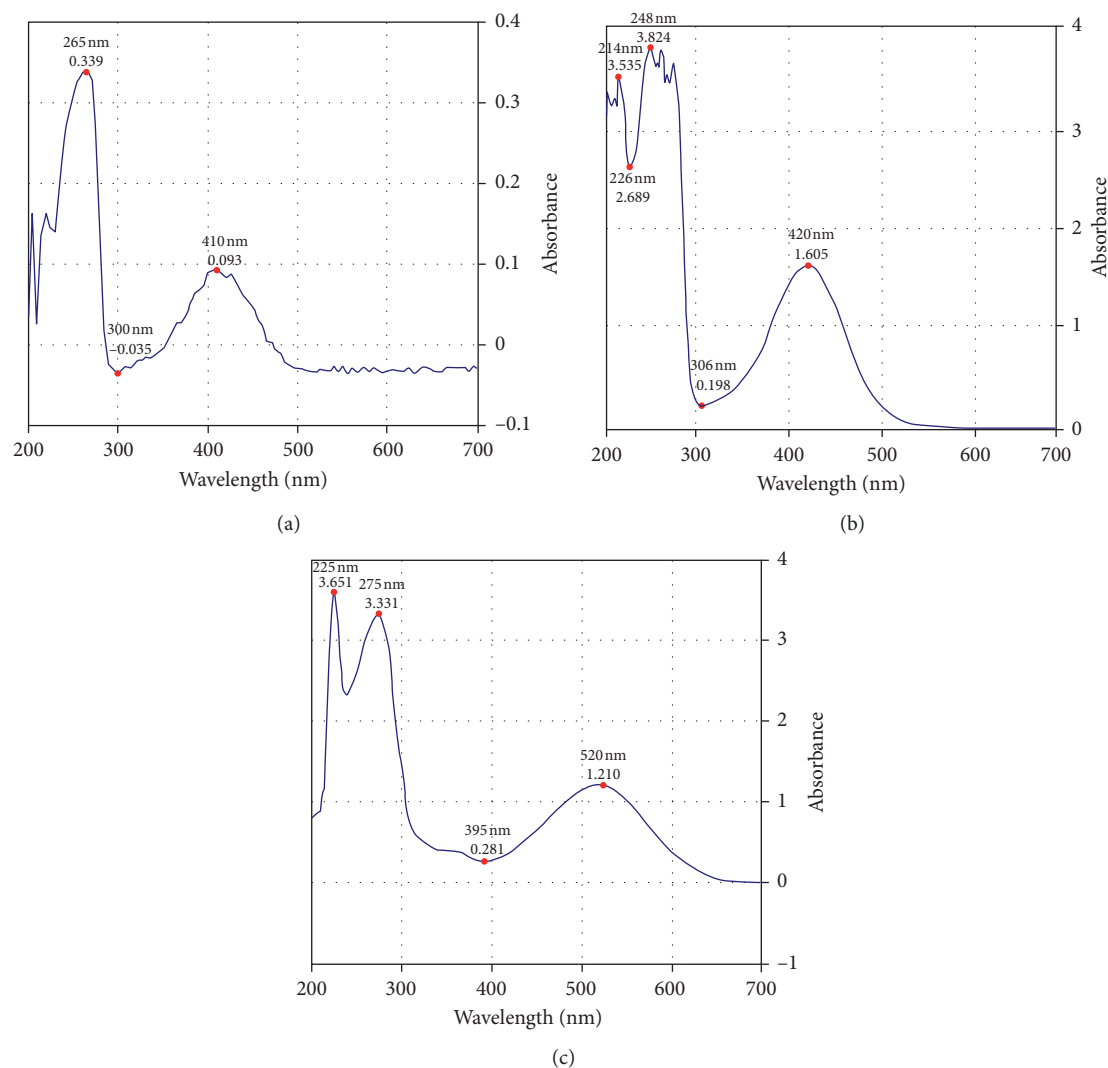 265 nm
0.339
300 nm
−0.035
410 nm
0.093
0.4
0.3
0.2
0.1
0
−0.1
Absorbance
200
300
400
500
600
700
Wavelength (nm)
(a)
214 nm
3.535
248 nm
3.824
226 nm
2.689
306 nm
0.198
420 nm
1.605
4
3
2
1
0
Absorbance
200
300
400
500
600
700
Wavelength (nm)
(b)
225 nm
3.651
275 nm
3.331
395 nm
0.281
520 nm
1.210
4
3
2
1
0
−1
Absorbance
200
300
400
500
600
700
Wavelength (nm)
(c)